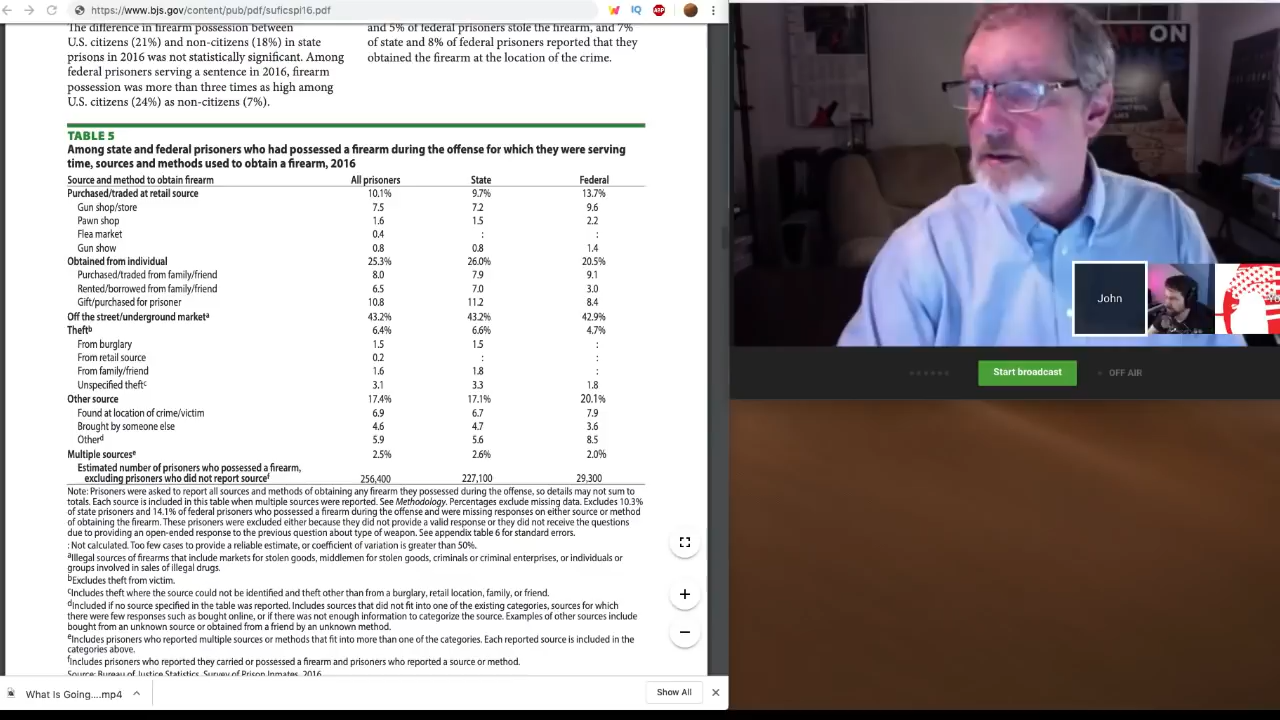 https://www.bjs.gov/content/pub/pdf/suficspi16.pdf
The difference in firearm possession between
U.S. citizens (21%) and non-citizens (18%) in state
prisons in 2016 was not statistically significant. Among
federal prisoners serving a sentence in 2016, firearm
possession was more than three times as high among
U.S. citizens (24%) as non-citizens (7%).
and 5% of federal prisoners stole the firearm, and 7%
of state and 8% of federal prisoners reported that they
obtained the firearm at the location of the crime.
TABLE 5
Among state and federal prisoners who had possessed a firearm during the offense for which they were serving
time, sources and methods used to obtain a firearm, 2016
Source and method to obtain firearm All prisoners State Federal
Purchased/traded at retail source 10.1% 9.7% 13.7%
Gun shop/store 7.5 7.2 9.6
Pawn shop 1.6 1.5 2.2
Flea market 0.4 : :
Gun show 0.8 0.8 1.4
Obtained from individual 25.3% 26.0% 20.5%
Purchased/traded from family/friend 8.0 7.9 9.1
Rented/borrowed from family/friend 6.5 7.0 3.0
Gift/purchased for prisoner 10.8 11.2 8.4
Off the street/underground marketa 43.2% 43.2% 42.9%
Theftb 6.4% 6.6% 4.7%
From burglary 1.5 1.5 :
From retail source 0.2 : :
From family/friend 1.6 1.8 :
Unspecified theftc 3.1 3.3 1.8
Other source 17.4% 17.1% 20.1%
Found at location of crime/victim 6.9 6.7 7.9
Brought by someone else 4.6 4.7 3.6
Otherd 5.9 5.6 8.5
Multiple sourcese 2.5% 2.6% 2.0%
Estimated number of prisoners who possessed a firearm,
excluding prisoners who did not report sourcef 256,400 227,100 29,300
Note: Prisoners were asked to report all sources and methods of obtaining any firearm they possessed during the offense, so details may not sum to
totals. Each source is included in this table when multiple sources were reported. See Methodology. Percentages exclude missing data. Excludes 10.3%
of state prisoners and 14.1% of federal prisoners who possessed a firearm during the offense and were missing responses on either source or method
of obtaining the firearm. These prisoners were excluded either because they did not provide a valid response or they did not receive the questions
due to providing an open-ended response to the previous question about type of weapon. See appendix table 6 for standard errors.
: Not calculated. Too few cases to provide a reliable estimate, or coefficient of variation is greater than 50%.
aIllegal sources of firearms that include markets for stolen goods, middlemen for stolen goods, criminals or criminal enterprises, or individuals or
groups involved in sales of illegal drugs.
bExcludes theft from victim.
cIncludes theft where the source could not be identified and theft other than from a burglary, retail location, family, or friend.
dIncluded if no source specified in the table was reported. Includes sources that did not fit into one of the existing categories, sources for which
there were few responses such as bought online, or if there was not enough information to categorize the source. Examples of other sources include
bought from an unknown source or obtained from a friend by an unknown method.
eIncludes prisoners who reported multiple sources or methods that fit into more than one of the categories. Each reported source is included in the
categories above.
fIncludes prisoners who reported they carried or possessed a firearm and prisoners who reported a source or method.
Source: Bureau of Justice Statistics, Survey of Prison Inmates, 2016.
What Is Going....mp4
Show All
ON
John
Start broadcast
OFF AIR
IQ
ABP